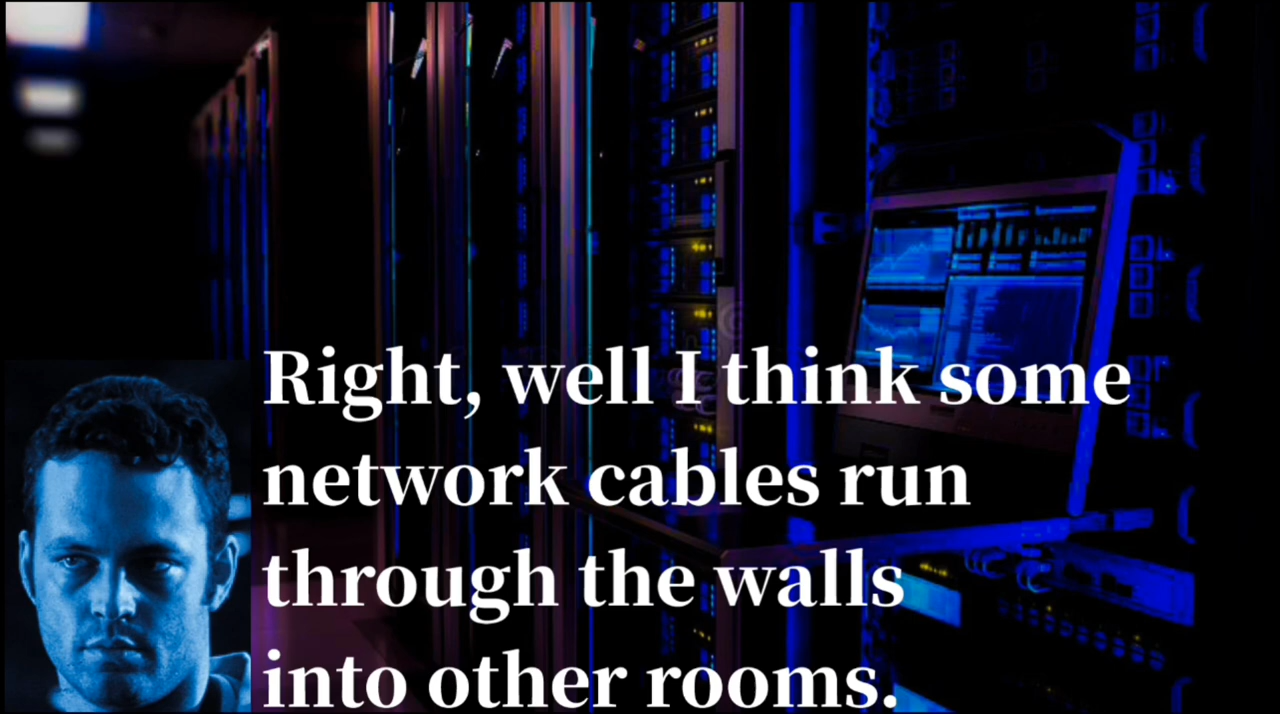 Right, well I think some
network cables run
through the walls
into other rooms.